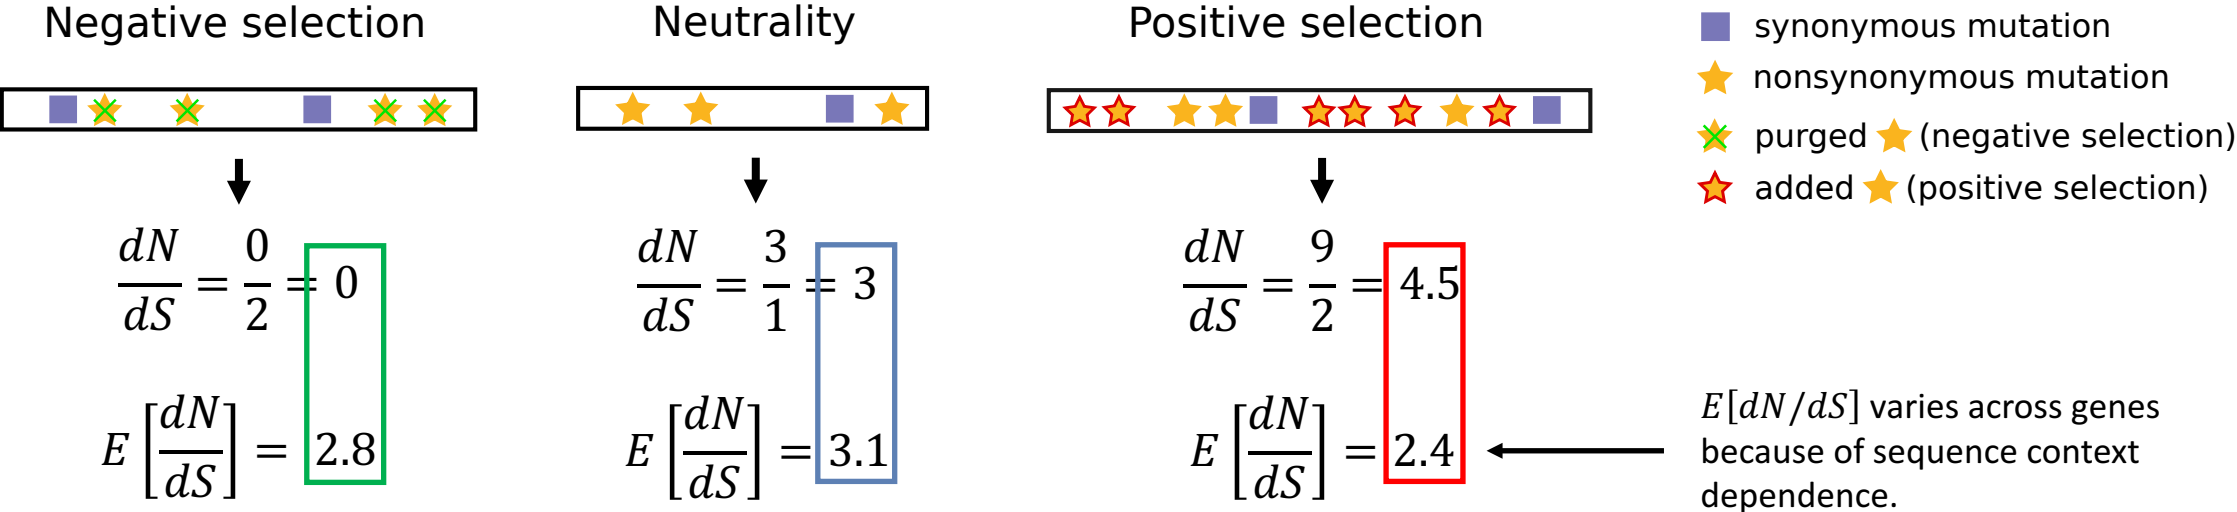 Negative selection
Neutrality
Positive selection
synonymous mutation
nonsynonymous mutation
purged (negative selection)
added (positive selection)
dN/dS = 0/2 = 0
dN/dS = 3/1 = 3
dN/dS = 9/2 = 4.5
E[dN/dS] = 2.8
E[dN/dS] = 3.1
E[dN/dS] = 2.4
E[dN/dS] varies across genes
because of sequence context
dependence.